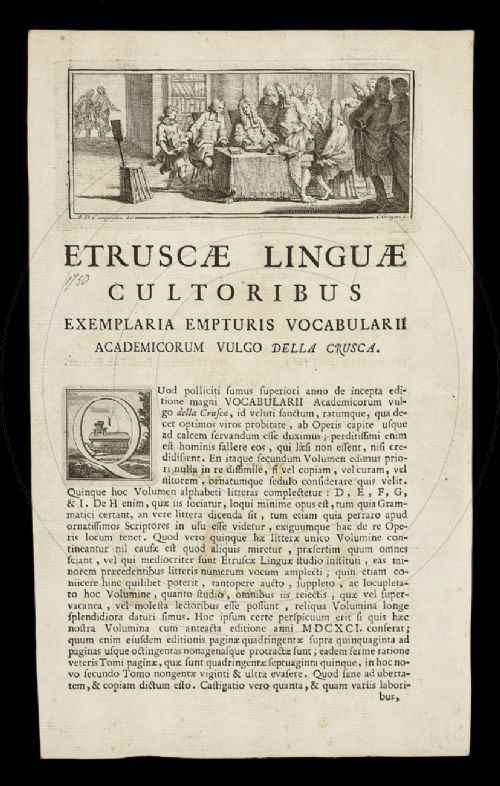 ETRUSCÆ LINGUÆ
1730
CULTORIBUS
EXEMPLARIA EMPTURIS VOCABULARII
ACADEMICORUM VULGO DELLA CRUSCA.
QUod polliciti sumus superiori anno de incepta edi-
tione magni VOCABULARII Academicorum vul-
go della Crusca, id veluti sanctum, ratumque, qua de-
cet optimos viros probitate, ab Operis capite usque
ad calcem servandum esse duximus; perditissimi enim
est hominis fallere eos, qui læsi non essent, nisi cre-
didissent. En itaque secundum Volumen edimus prio-
ri nulla in re dissimile, si vel copiam, vel curam, vel
nitorem, ornatumque sedulo considerare quis velit.
Quinque hoc Volumen alphabeti litteras complectetur: D, E, F, G,
& I. De H enim, quæ iis sociatur, loqui minime opus est, tum quia Gram-
matici certant, an vere littera dicenda sit, tum etiam quia perraro apud
ornatissimos Scriptores in usu esse videtur, exiguumque hac de re Ope-
ris locum tenet. Quod vero quinque hæ litteræ unico Volumine con-
tineantur nil causæ est quod aliquis miretur, præsertim quum omnes
sciant, vel qui mediocriter sunt Etruscæ Linguæ studio instituti, eas mi-
norem præcedentibus litteris numerum vocum amplecti; quin etiam co-
niicere hinc quilibet poterit, tantopere aucto, suppleto, ac locupleta-
to hoc Volumine, quanto studio, omnibus iis reiectis, quæ vel super-
vacanea, vel molesta lectoribus esse possunt, reliqua Volumina longe
splendidiora daturi simus. Hoc ipsum certe perspicuum erit si quis hæc
nostra Volumina cum anteacta editione anni MDCXCI. conferat;
quum enim eiusdem editionis paginæ quadringentæ supra quinquaginta ad
paginas usque octingentas nonagenasque protractæ sunt; eadem ferme ratione
veteris Tomi paginæ, quæ sunt quadringentæ septuaginta quinque, in hoc no-
vo secundo Tomo nongentæ viginti & ultra evasere. Quod sane ad uberta-
tem, & copiam dictum esto. Castigatio vero quanta, & quam variis labori-
bus,